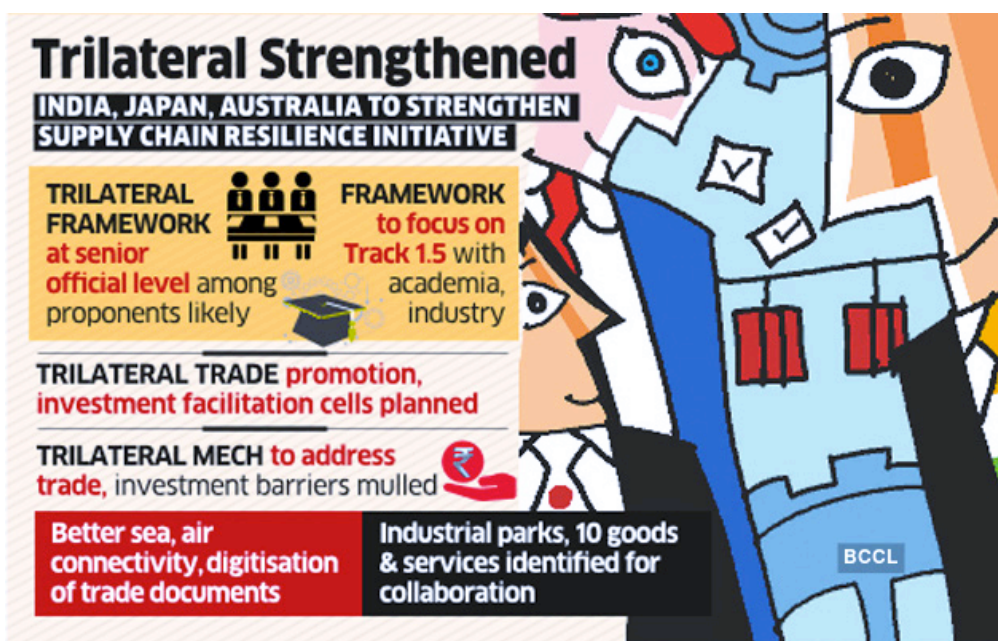 Trilateral Strengthened
INDIA, JAPAN, AUSTRALIA TO STRENGTHEN
SUPPLY CHAIN RESILIENCE INITIATIVE
TRILATERAL
FRAMEWORK
at senior
official level among
proponents likely
FRAMEWORK
to focus on
Track 1.5 with
academia,
industry
TRILATERAL TRADE promotion,
investment facilitation cells planned
TRILATERAL MECH to address
trade, investment barriers mulled
₹
Better sea, air
connectivity, digitisation
of trade documents
Industrial parks, 10 goods
& services identified for
collaboration
BCCL